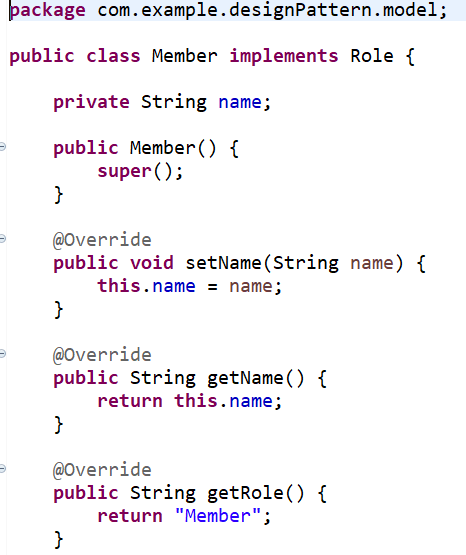 package com.example.designPattern.model;
public class Member implements Role {
private String name;
public Member() {
super();
}
@Override
public void setName(String name) {
this.name = name;
}
@Override
public String getName() {
return this.name;
}
@Override
public String getRole() {
return "Member";
}